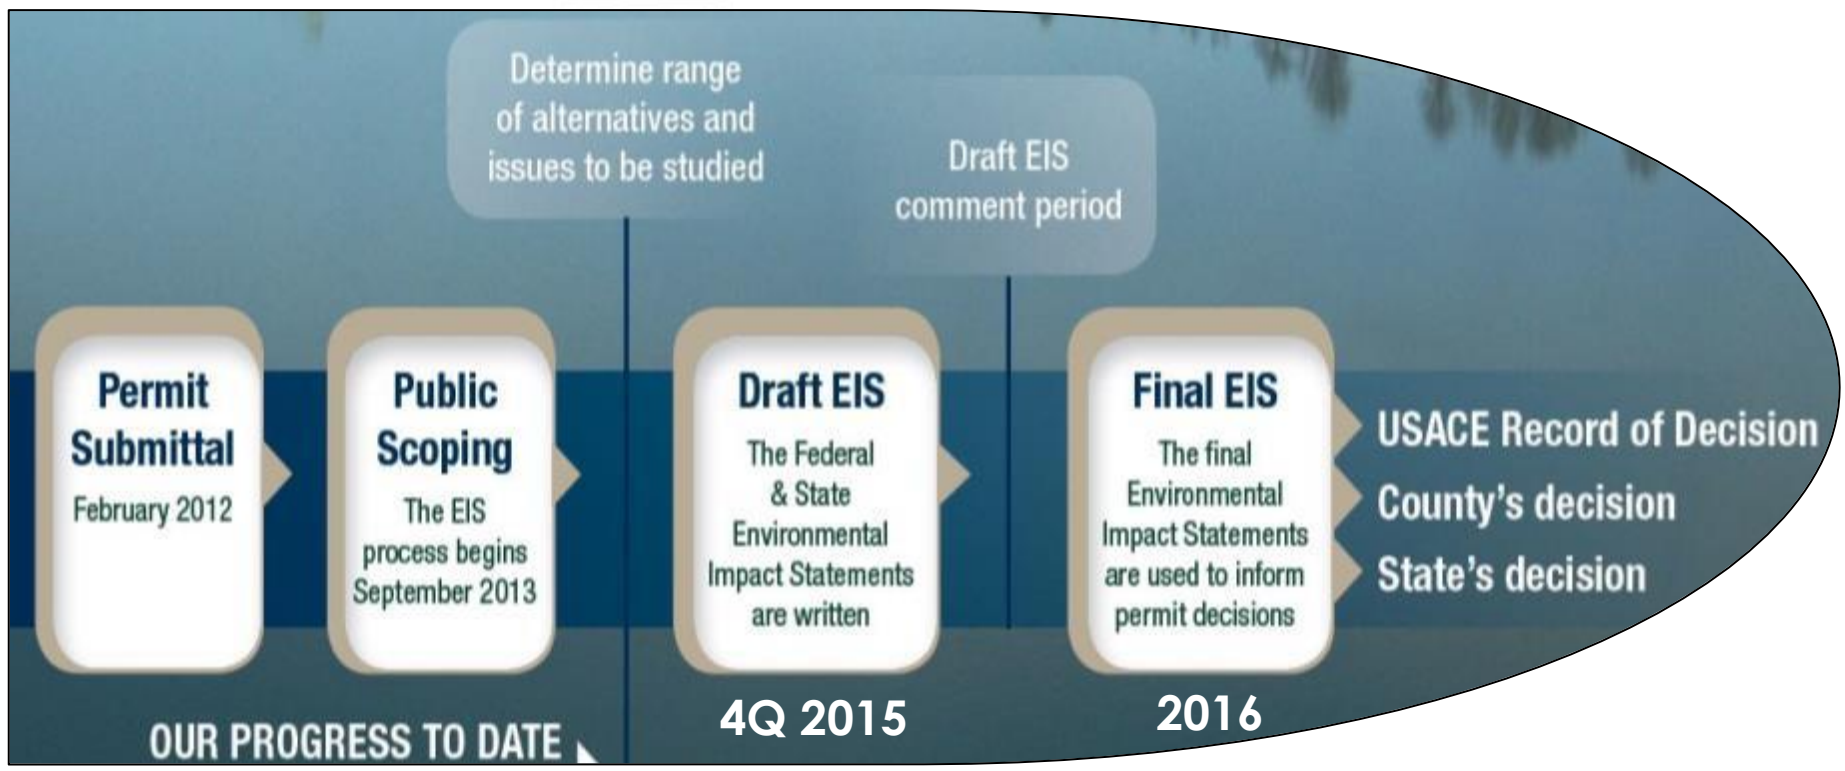 Determine range
of alternatives and
issues to be studied
Draft EIS
comment period
Permit
Submittal
February 2012
Public
Scoping
The EIS
process begins
September 2013
Draft EIS
The Federal
& State
Environmental
Impact Statements
are written
4Q 2015
Final EIS
The final
Environmental
Impact Statements
are used to inform
permit decisions
2016
USACE Record of Decision
County’s decision
State’s decision
OUR PROGRESS TO DATE